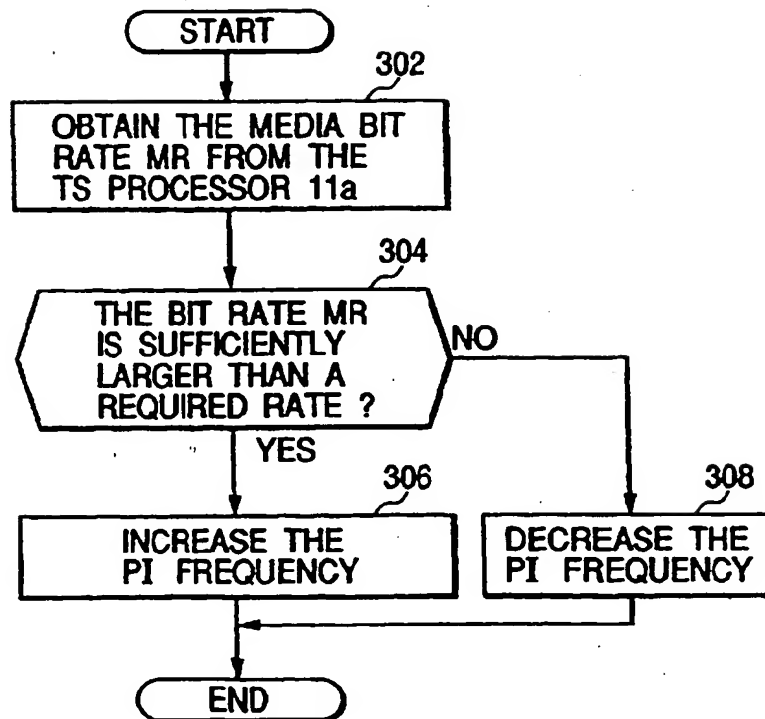 START
302
OBTAIN THE MEDIA BIT
RATE MR FROM THE
TS PROCESSOR 11a
304
THE BIT RATE MR
IS SUFFICIENTLY
LARGER THAN A
REQUIRED RATE ?
NO
YES
306
INCREASE THE
PI FREQUENCY
308
DECREASE THE
PI FREQUENCY
END